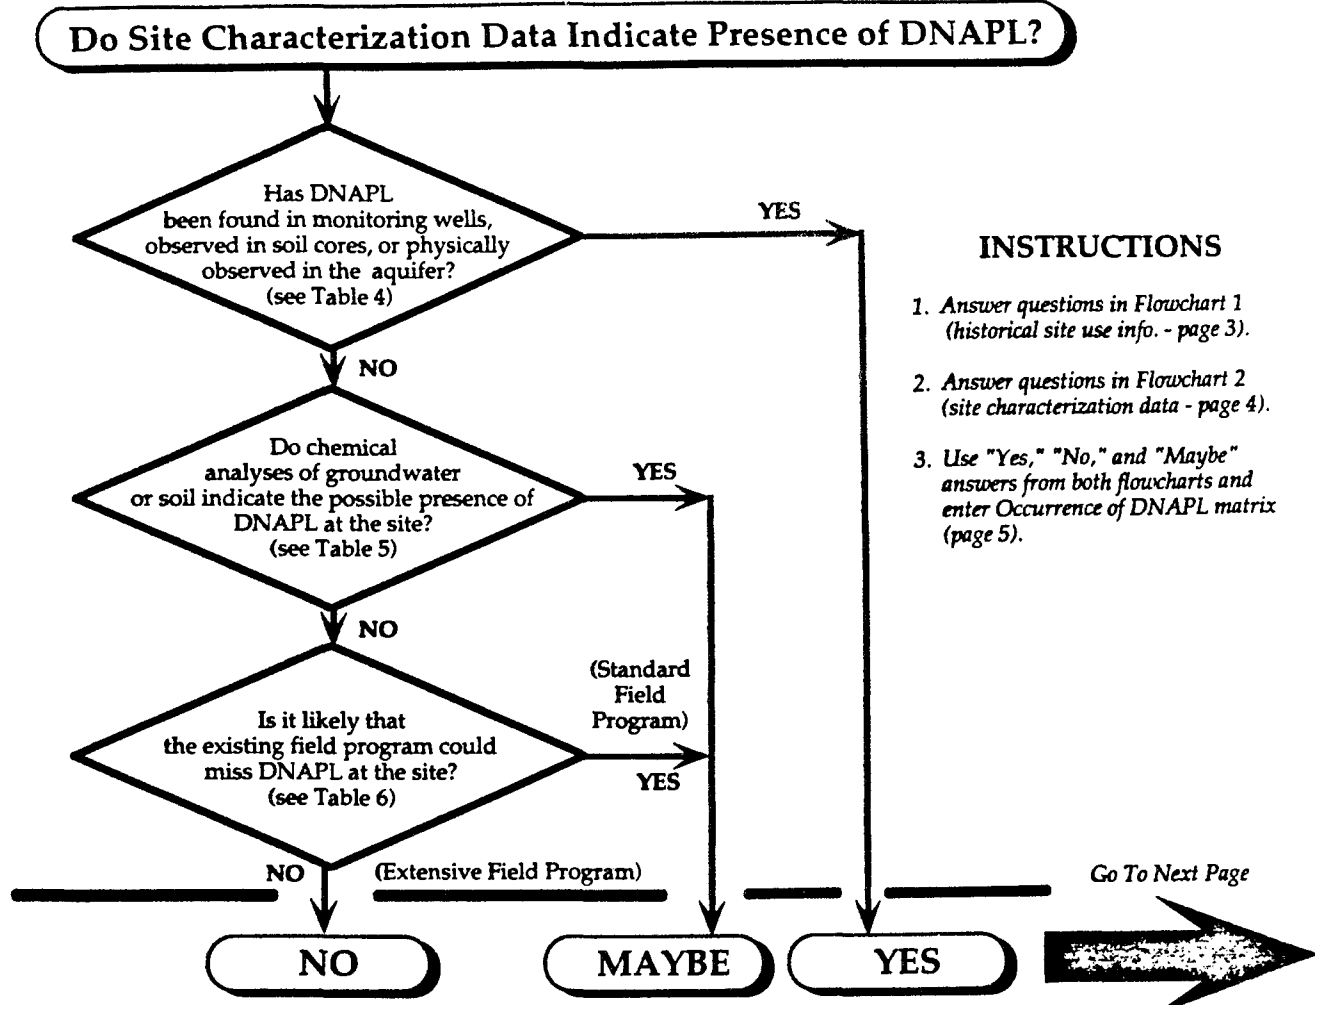 Do Site Characterization Data Indicate Presence of DNAPL?
Has DNAPL
been found in monitoring wells,
observed in soil cores, or physically
observed in the aquifer?
(see Table 4)
YES
NO
Do chemical
analyses of groundwater
or soil indicate the possible presence of
DNAPL at the site?
(see Table 5)
YES
NO
Is it likely that
the existing field program could
miss DNAPL at the site?
(see Table 6)
(Standard
Field
Program)
YES
NO
(Extensive Field Program)
NO
MAYBE
YES
INSTRUCTIONS
1. Answer questions in Flowchart 1
(historical site use info. - page 3).
2. Answer questions in Flowchart 2
(site characterization data - page 4).
3. Use "Yes," "No," and "Maybe"
answers from both flowcharts and
enter Occurrence of DNAPL matrix
(page 5).
Go To Next Page